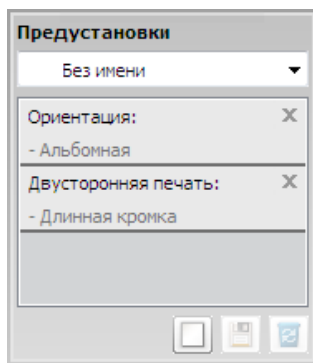 Предустановки
Без имени
Ориентация:
- Альбомная
Двусторонняя печать:
- Длинная кромка